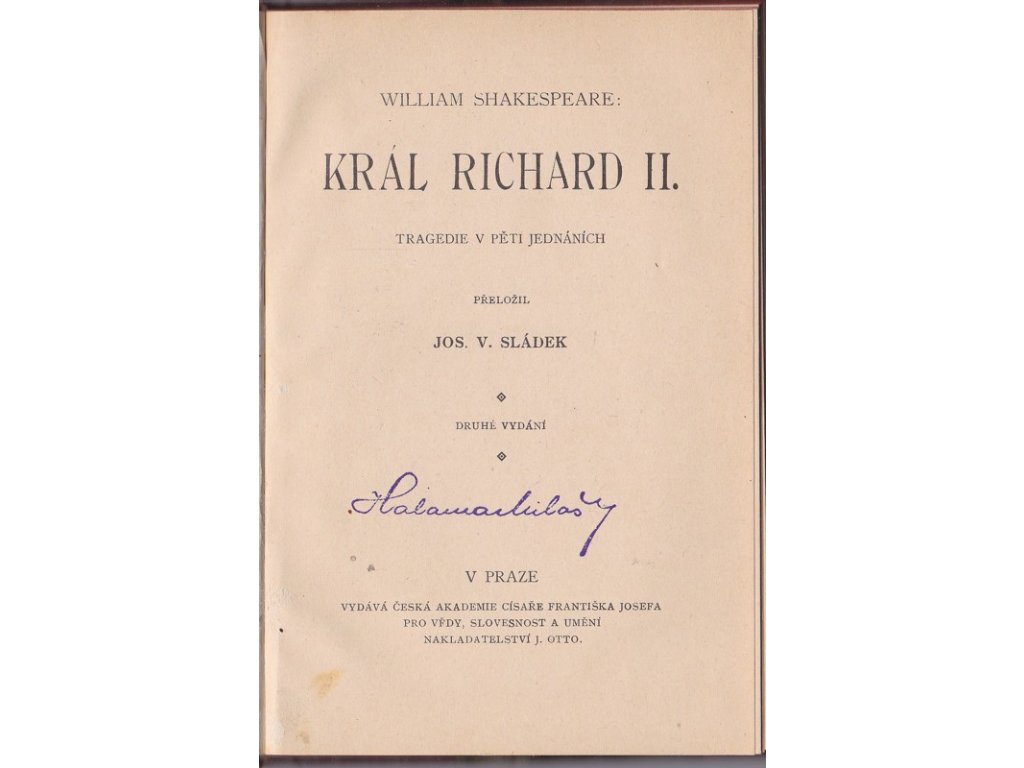 WILLIAM SHAKESPEARE:
KRÁL RICHARD II.
TRAGEDIE V PĚTI JEDNÁNÍCH
PŘELOŽIL
JOS. V. SLÁDEK
DRUHÉ VYDÁNÍ
V PRAZE
VYDÁVÁ ČESKÁ AKADEMIE CÍSAŘE FRANTIŠKA JOSEFA
PRO VĚDY, SLOVESNOST A UMĚNÍ
NAKLADATELSTVÍ J. OTTO.